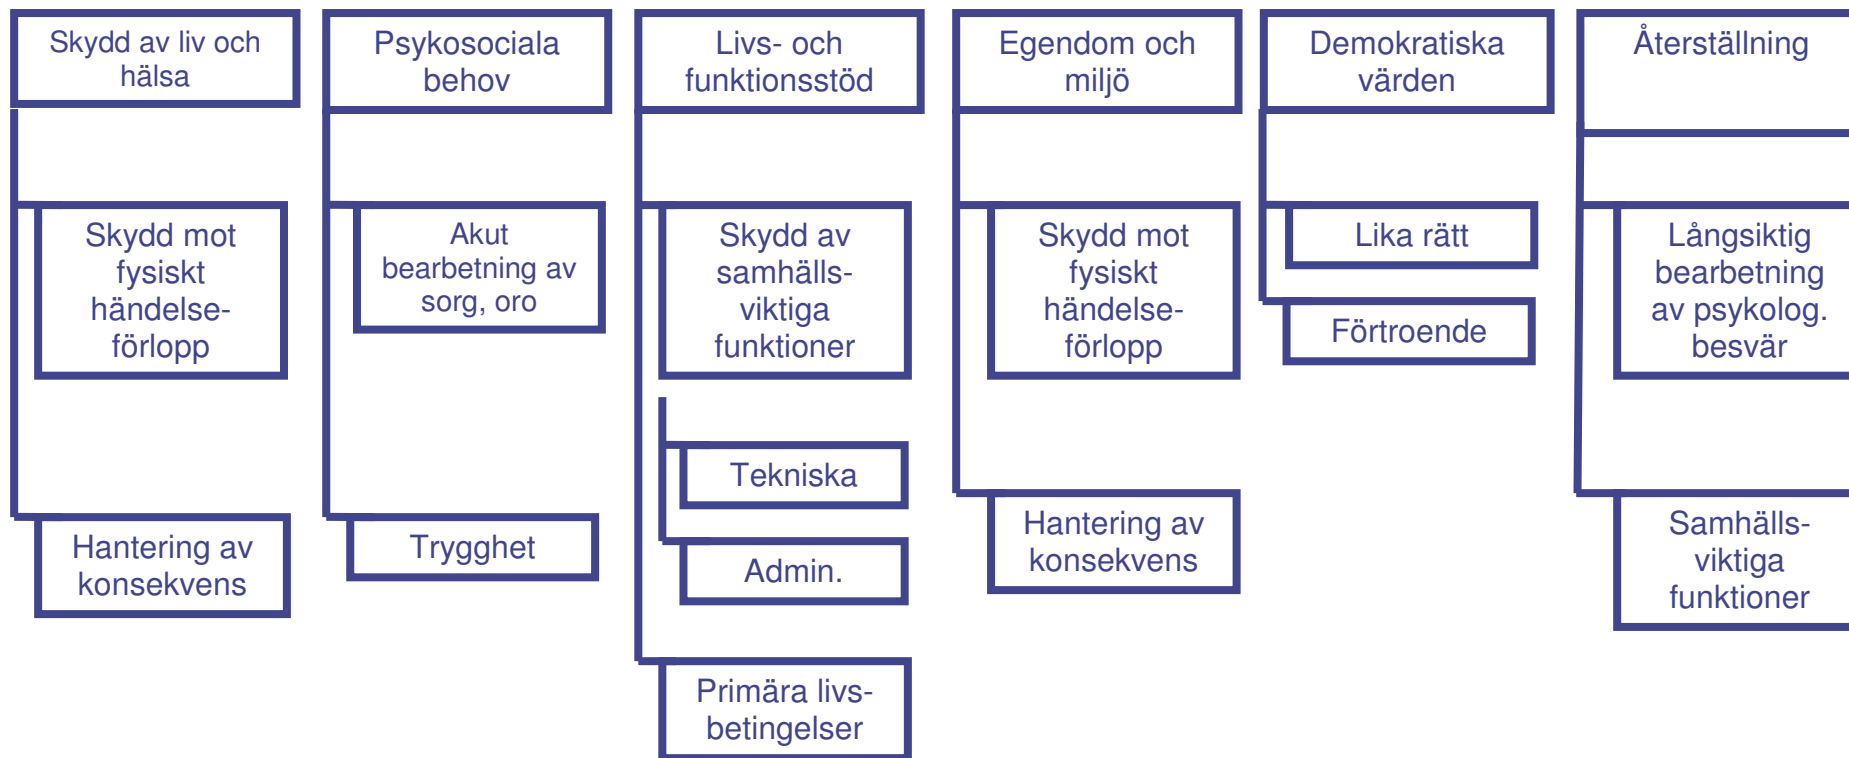 Skydd av liv och
hälsa
Psykosociala
behov
Livs- och
funktionsstöd
Egendom och
miljö
Demokratiska
värden
Återställning
Skydd mot
fysiskt
händelse-
förlopp
Hantering av
konsekvens
Akut
bearbetning av
sorg, oro
Trygghet
Skydd av
samhälls-
viktiga
funktioner
Tekniska
Admin.
Primära livs-
betingelser
Skydd mot
fysiskt
händelse-
förlopp
Hantering av
konsekvens
Lika rätt
Förtroende
Långsiktig
bearbetning
av psykolog.
besvär
Samhälls-
viktiga
funktioner